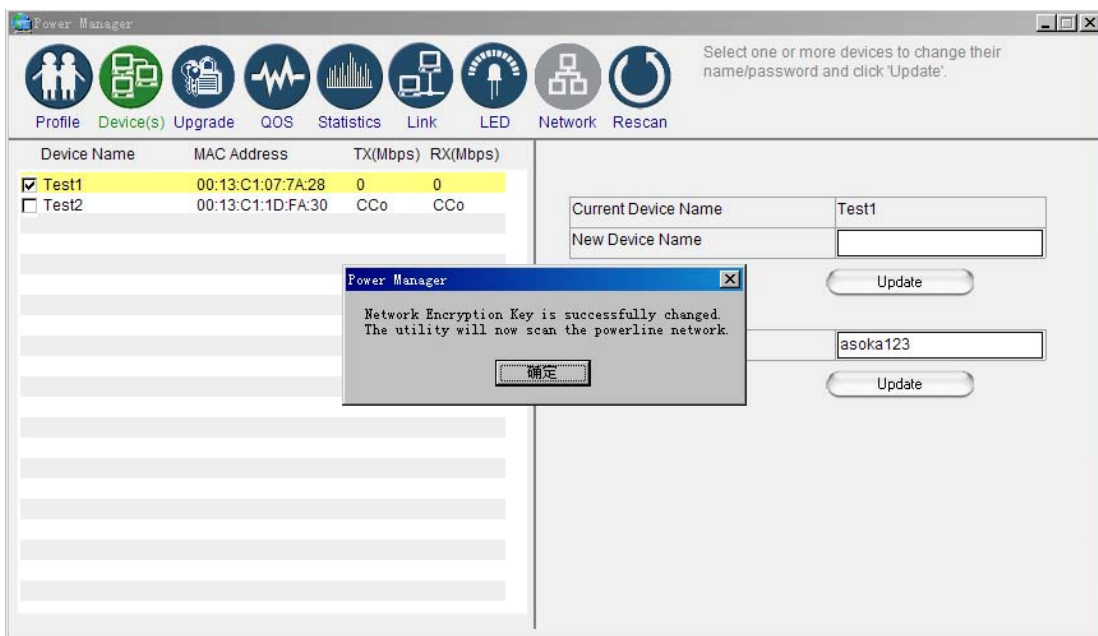 Power Manager
Select one or more devices to change their
name/password and click 'Update'.
Profile Device(s) Upgrade QOS Statistics Link LED Network Rescan
Device Name MAC Address TX(Mbps) RX(Mbps)
Test1 00:13:C1:07:7A:28 0 0
Test2 00:13:C1:1D:FA:30 CCo CCo
Current Device Name Test1
New Device Name
Update
Power Manager
Network Encryption Key is successfully changed.
The utility will now scan the powerline network.
确定
asoka123
Update